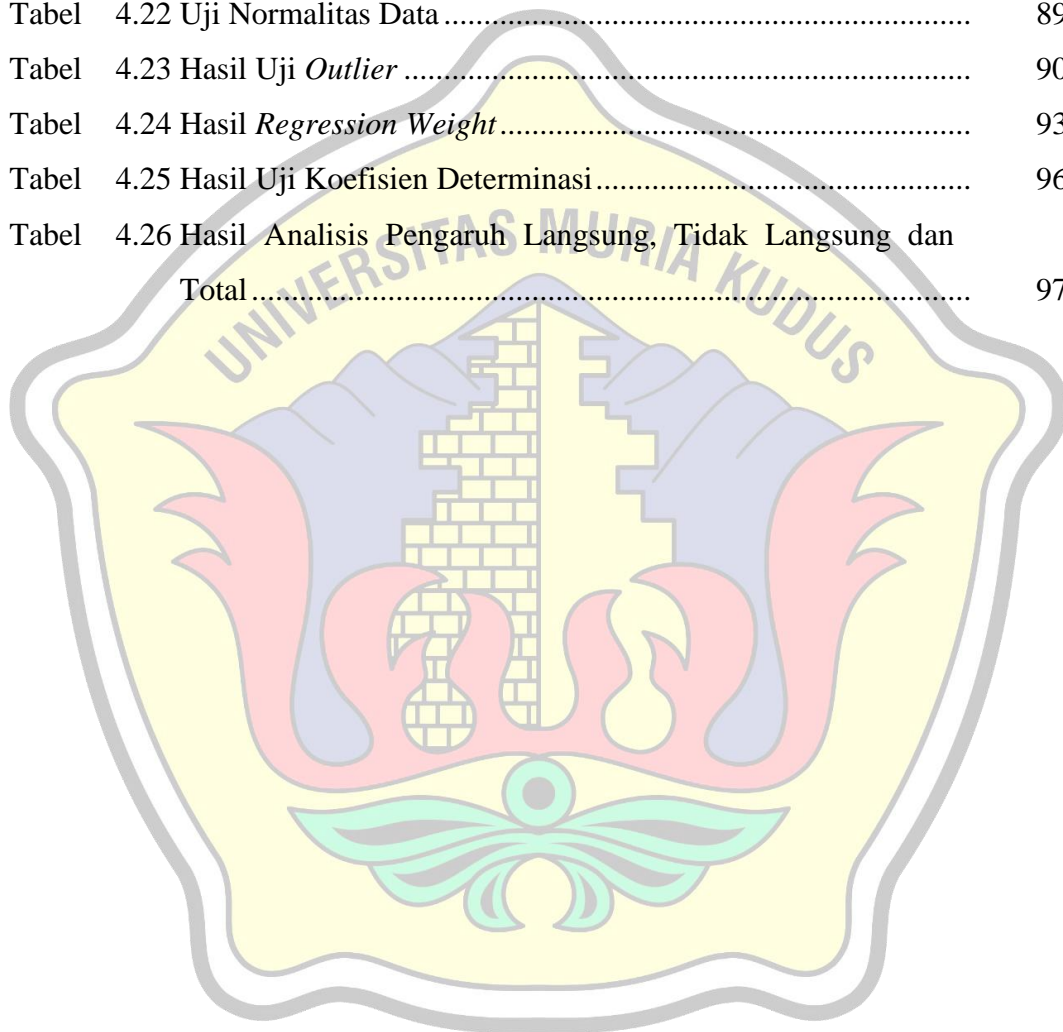 Tabel 4.22 Uji Normalitas Data ................................................................ 89
Tabel 4.23 Hasil Uji Outlier ..................................................................... 90
Tabel 4.24 Hasil Regression Weight ......................................................... 93
Tabel 4.25 Hasil Uji Koefisien Determinasi ............................................. 96
Tabel 4.26 Hasil Analisis Pengaruh Langsung, Tidak Langsung dan
Total ....................................................................................... 97
UNIVERSITAS MURIA KUDUS